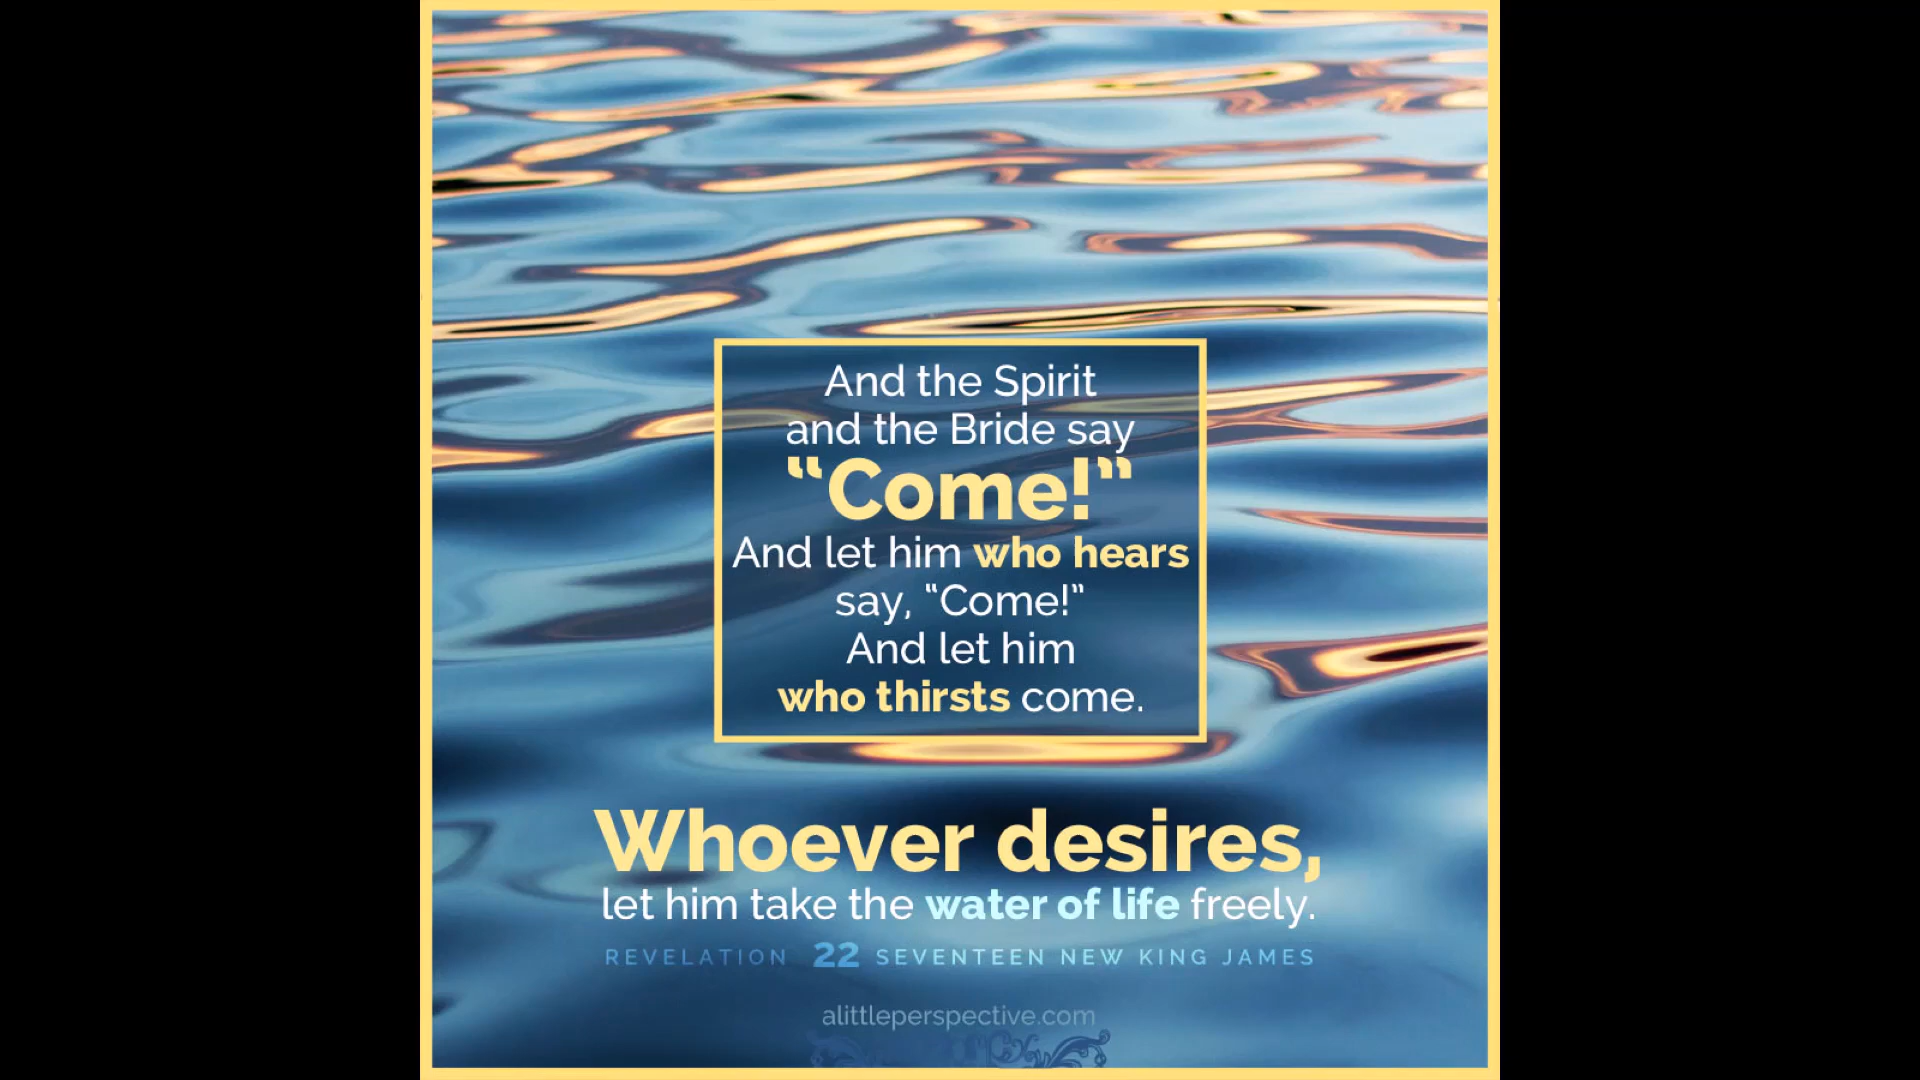 And the Spirit
and the Bride say
“Come!”
And let him who hears
say, “Come!”
And let him
who thirsts come.
Whoever desires,
let him take the water of life freely.
REVELATION 22 SEVENTEEN NEW KING JAMES
alittleperspective.com